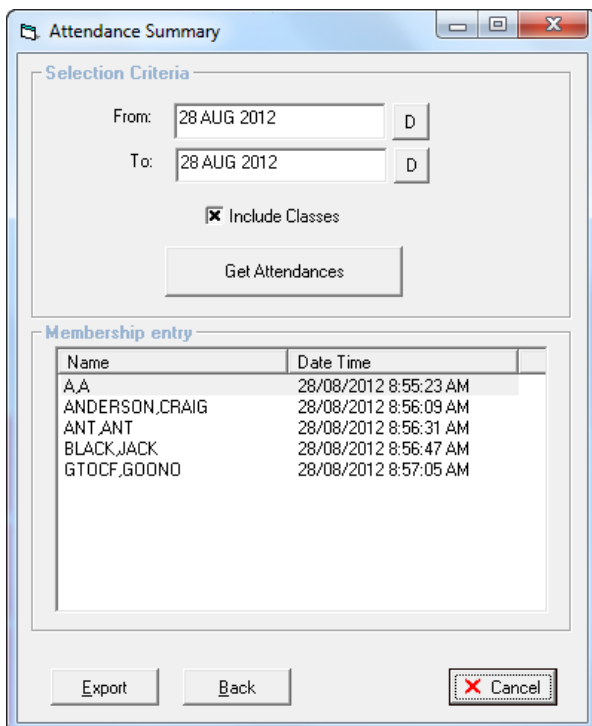 Attendance Summary
Selection Criteria
From: 28 AUG 2012 D
To: 28 AUG 2012 D
Include Classes
Get Attendances
Membership entry
Name Date Time
A,A 28/08/2012 8:55:23 AM
ANDERSON,CRAIG 28/08/2012 8:56:09 AM
ANT,ANT 28/08/2012 8:56:31 AM
BLACK,JACK 28/08/2012 8:56:47 AM
GTOCF,GOONO 28/08/2012 8:57:05 AM
Export Back Cancel